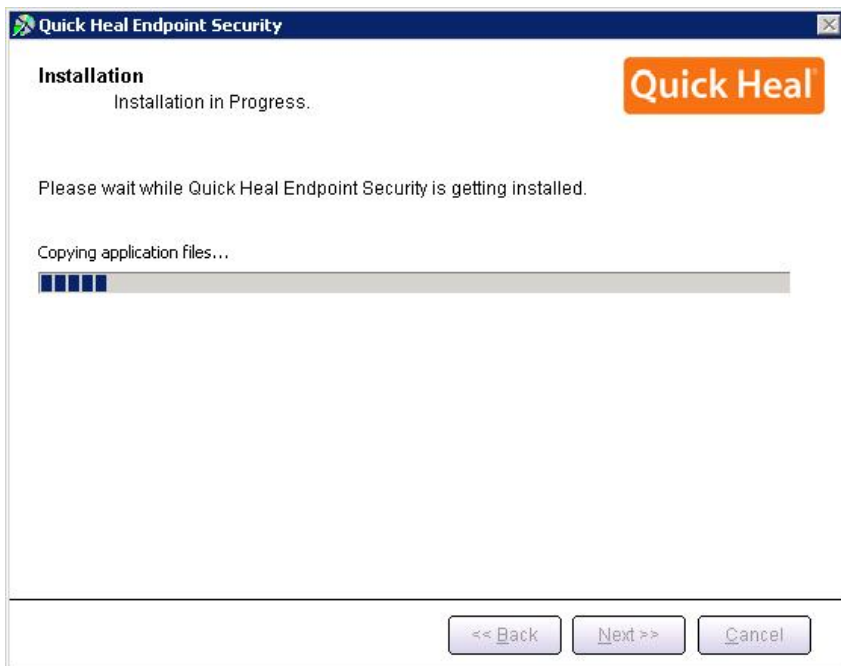 Quick Heal Endpoint Security
Installation
Installation in Progress.
Quick Heal®
Please wait while Quick Heal Endpoint Security is getting installed.
Copying application files...
<< Back
Next >>
Cancel